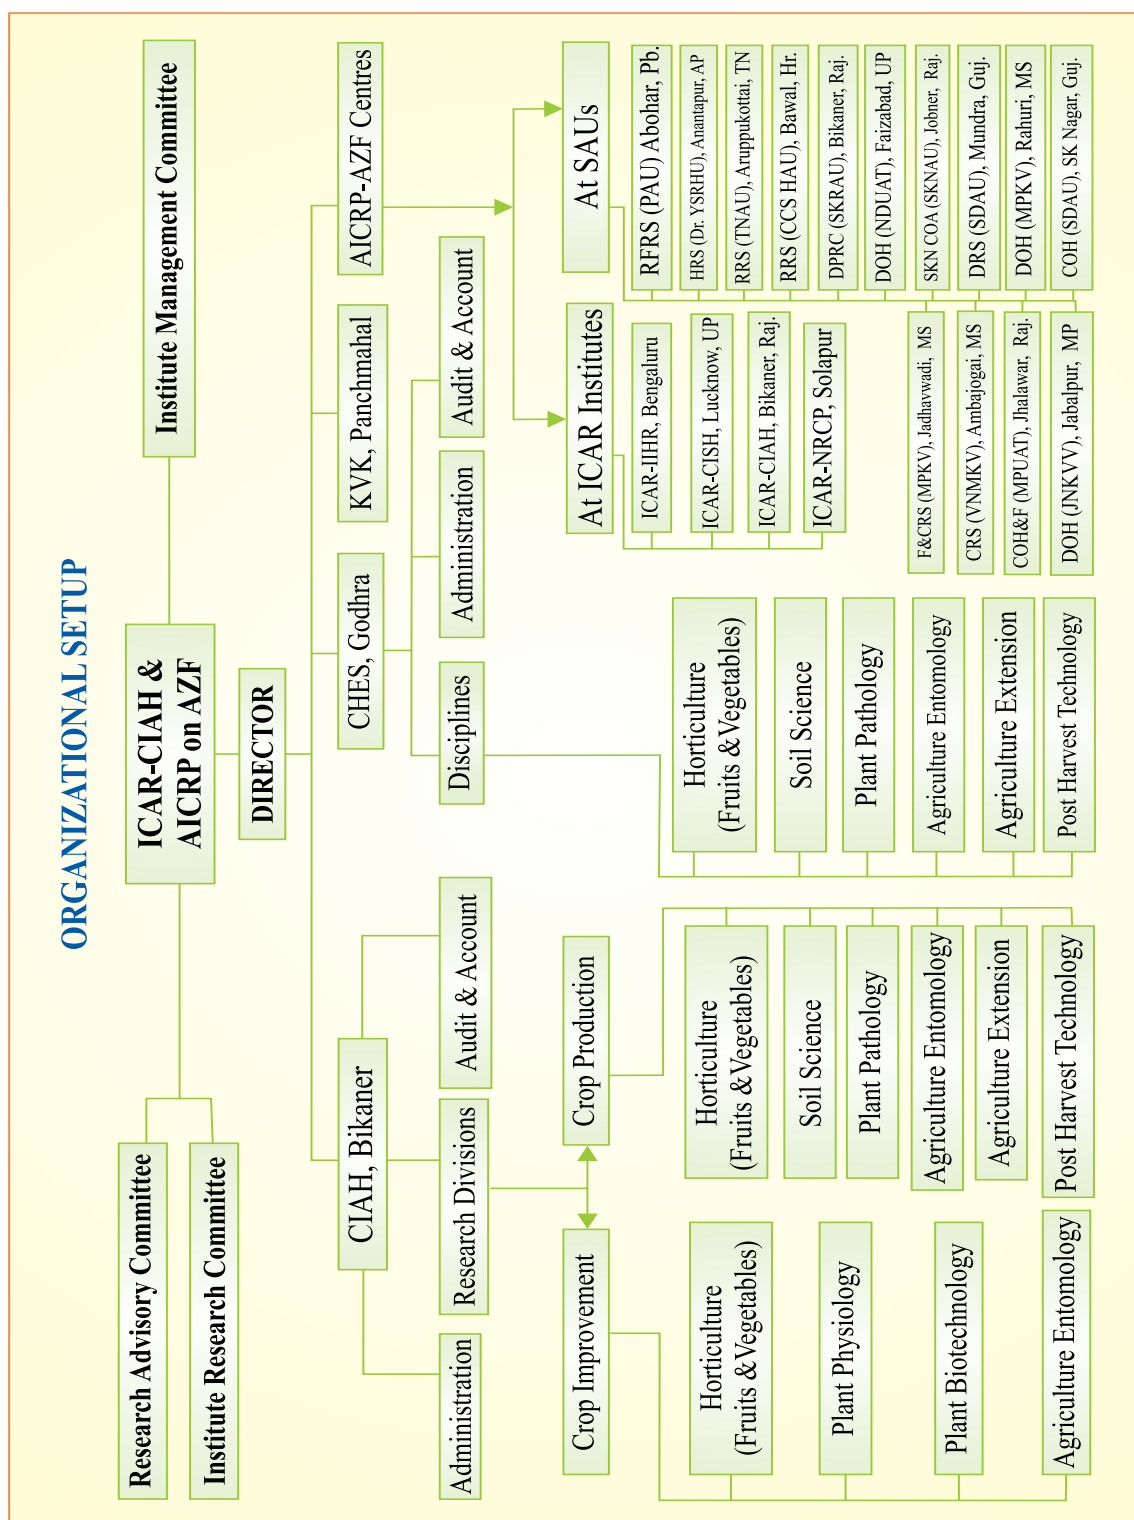 ORGANIZATIONAL SETUP
Research Advisory Committee
Institute Research Committee
ICAR-CIAH &
AICRP on AZF
Institute Management Committee
DIRECTOR
CIAH, Bikaner
CHES, Godhra
KVK, Panchmahal
AICRP-AZF Centres
Administration
Research Divisions
Audit & Account
Disciplines
Administration
Audit & Account
Crop Improvement
Crop Production
At ICAR Institutes
At SAUs
Horticulture
(Fruits &Vegetables)
Plant Physiology
Plant Biotechnology
Agriculture Entomology
Horticulture
(Fruits &Vegetables)
Soil Science
Plant Pathology
Agriculture Entomology
Agriculture Extension
Post Harvest Technology
Horticulture
(Fruits &Vegetables)
Soil Science
Plant Pathology
Agriculture Entomology
Agriculture Extension
Post Harvest Technology
ICAR-IIHR, Bengaluru
ICAR-CISH, Lucknow, UP
ICAR-CIAH, Bikaner, Raj.
ICAR-NRCP, Solapur
RFRS (PAU) Abohar, Pb.
HRS (Dr. YSRHU), Anantapur, AP
RRS (TNAU), Aruppukottai, TN
RRS (CCS HAU), Bawal, Hr.
DPRC (SKRAU), Bikaner, Raj.
DOH (NDUAT), Faizabad, UP
SKN COA (SKNAU), Jobner, Raj.
DRS (SDAU), Mundra, Guj.
DOH (MPKV), Rahuri, MS
COH (SDAU), SK Nagar, Guj.
F&CRS (MPKV), Jadhavwadi, MS
CRS (VNMKV), Ambajogai, MS
COH&F (MPUAT), Jhalawar, Raj.
DOH (JNKVV), Jabalpur, MP